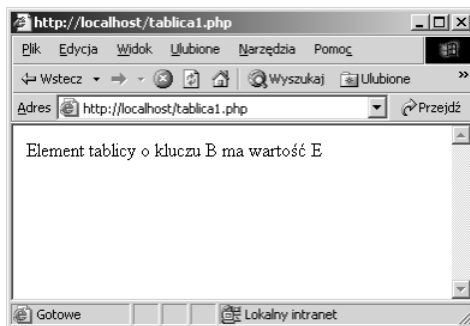 http://localhost/tablica1.php
Plik Edycja Widok Ulubione Narzędzia Pomoc
Wstecz Wyszukaj Ulubione »
Adres http://localhost/tablica1.php Przejdź
Element tablicy o kluczu B ma wartość E
Gotowe Lokalny intranet